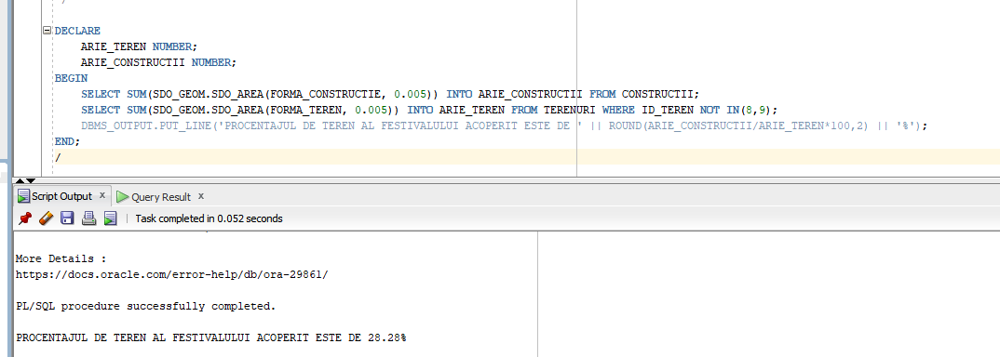 /
DECLARE
ARIE_TEREN NUMBER;
ARIE_CONSTRUCTII NUMBER;
BEGIN
SELECT SUM(SDO_GEOM.SDO_AREA(FORMA_CONSTRUCTIE, 0.005)) INTO ARIE_CONSTRUCTII FROM CONSTRUCTII;
SELECT SUM(SDO_GEOM.SDO_AREA(FORMA_TEREN, 0.005)) INTO ARIE_TEREN FROM TERENURI WHERE ID_TEREN NOT IN(8,9);
DBMS_OUTPUT.PUT_LINE('PROCENTAJUL DE TEREN AL FESTIVALULUI ACOPERIT ESTE DE ' || ROUND(ARIE_CONSTRUCTII/ARIE_TEREN*100,2) || '%');
END;
/
Script Output x Query Result x
Task completed in 0.052 seconds
More Details :
https://docs.oracle.com/error-help/db/ora-29861/
PL/SQL procedure successfully completed.
PROCENTAJUL DE TEREN AL FESTIVALULUI ACOPERIT ESTE DE 28.28%